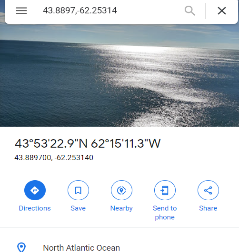 43.8897,-62.25314
43°53'22.9"N 62°15'11.3"W
43.889700, -62.253140
Directions
Save
Nearby
Send to
phone
Share
North Atlantic Ocean